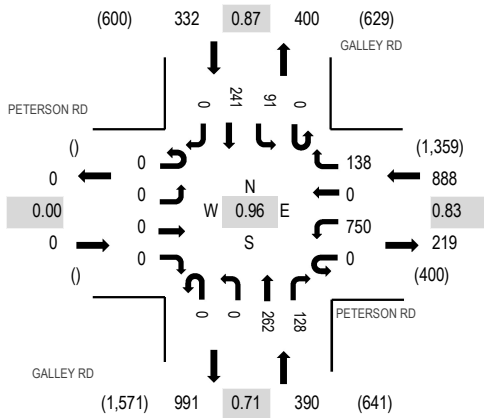 (600) 332 0.87 400 (629)
GALLEY RD
241
91
0
0
PETERSON RD
() 
0
0.00
0
()
0
0
0
0
N
W 0.96 E
S
138
0
750
0
(1,359)
888
0.83
219
(400)
0
0
262
128
PETERSON RD
GALLEY RD
(1,571) 991 0.71 390 (641)